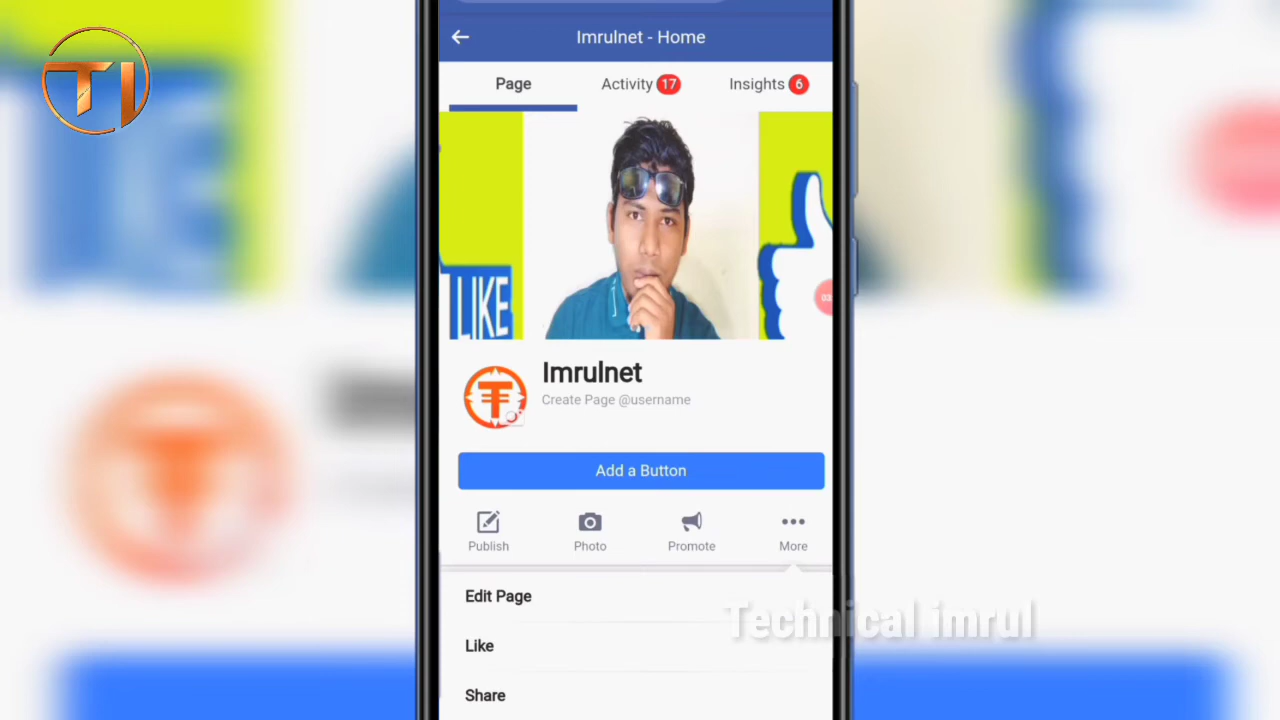 TI
Imrulnet - Home
Page Activity 17 Insights 6
LIKE
Imrulnet
Create Page @username
Add a Button
Publish Photo Promote More
Edit Page
Technical imrul
Like
Share